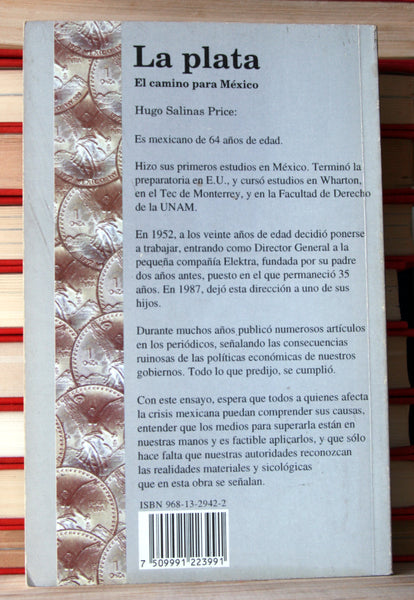 La plata
El camino para México
Hugo Salinas Price:
Es mexicano de 64 años de edad.
Hizo sus primeros estudios en México. Terminó la
preparatoria en E.U., y cursó estudios en Wharton,
en el Tec de Monterrey, y en la Facultad de Derecho
de la UNAM.
En 1952, a los veinte años de edad decidió ponerse
a trabajar, entrando como Director General a la
pequeña compañía Elektra, fundada por su padre
dos años antes, puesto en el que permaneció 35
años. En 1987, dejó esta dirección a uno de sus
hijos.
Durante muchos años publicó numerosos artículos
en los periódicos, señalando las consecuencias
ruinosas de las políticas económicas de nuestros
gobiernos. Todo lo que predijo, se cumplió.
Con este ensayo, espera que todos a quienes afecta
la crisis mexicana puedan comprender sus causas,
entender que los medios para superarla están en
nuestras manos y es factible aplicarlos, y que sólo
hace falta que nuestras autoridades reconozcan
las realidades materiales y sicológicas
que en esta obra se señalan.
ISBN 968-13-2942-2
7 509991 223991